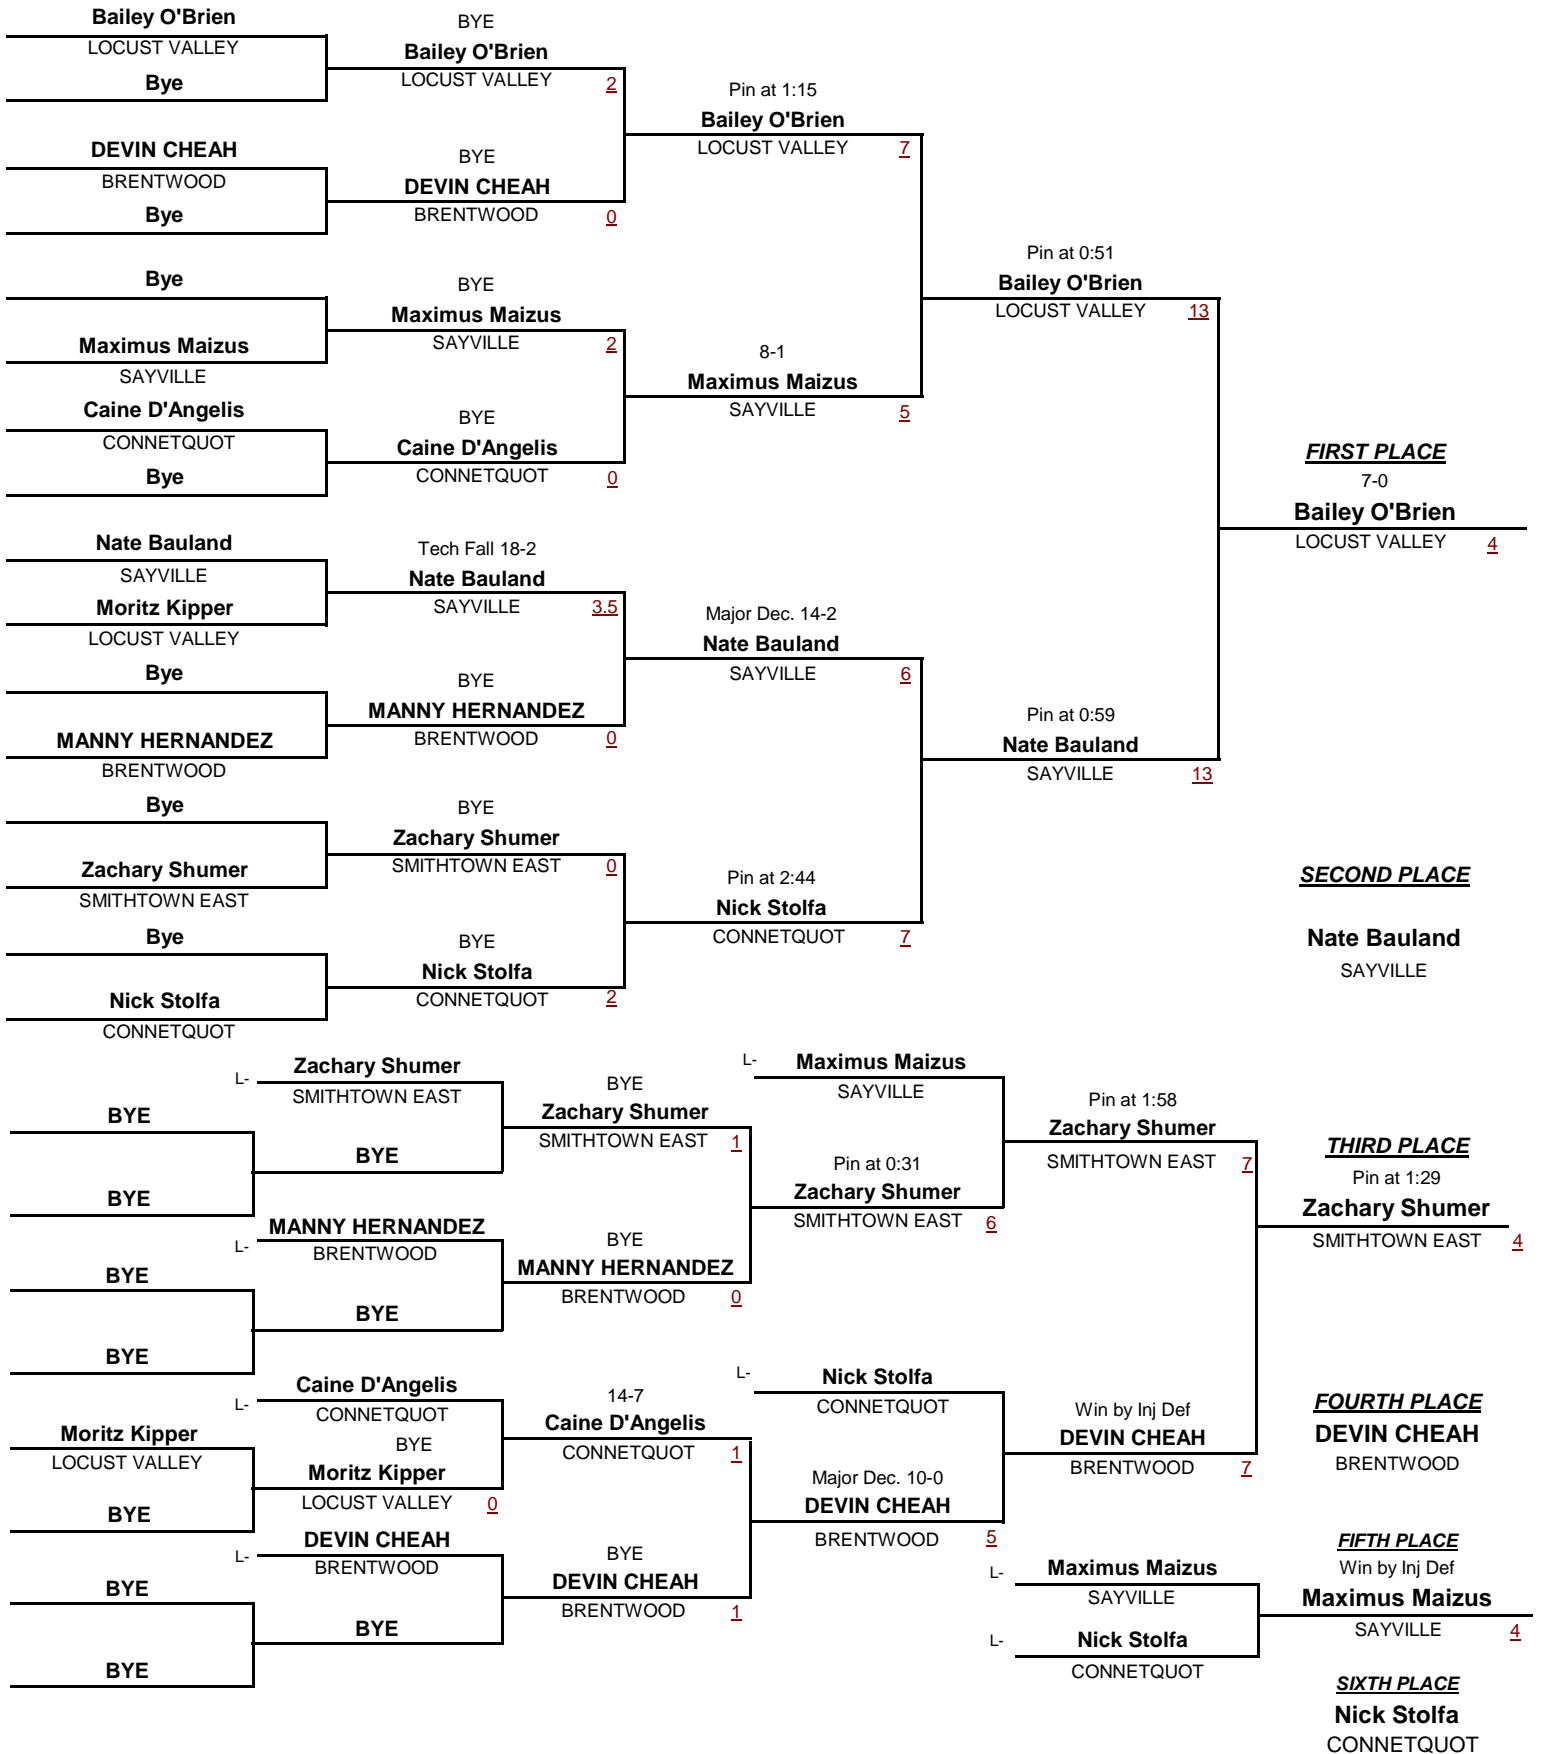 Bailey O'Brien
LOCUST VALLEY
Bye
DEVIN CHEAH
BRENTWOOD
Bye
Bye
Maximus Maizus
SAYVILLE
Caine D'Angelis
CONNETQUOT
Bye
Nate Bauland
SAYVILLE
Moritz Kipper
LOCUST VALLEY
Bye
MANNY HERNANDEZ
BRENTWOOD
Bye
Zachary Shumer
SMITHTOWN EAST
Bye
Nick Stolfa
CONNETQUOT
BYE
Bailey O'Brien
LOCUST VALLEY 2
BYE
DEVIN CHEAH
BRENTWOOD 0
BYE
Maximus Maizus
SAYVILLE 2
BYE
Caine D'Angelis
CONNETQUOT 0
Tech Fall 18-2
Nate Bauland
SAYVILLE 3.5
BYE
MANNY HERNANDEZ
BRENTWOOD 0
BYE
Zachary Shumer
SMITHTOWN EAST 0
BYE
Nick Stolfa
CONNETQUOT 2
Pin at 1:15
Bailey O'Brien
LOCUST VALLEY 7
8-1
Maximus Maizus
SAYVILLE 5
Major Dec. 14-2
Nate Bauland
SAYVILLE 6
Pin at 2:44
Nick Stolfa
CONNETQUOT 7
Pin at 0:51
Bailey O'Brien
LOCUST VALLEY 13
Pin at 0:59
Nate Bauland
SAYVILLE 13
FIRST PLACE
7-0
Bailey O'Brien
LOCUST VALLEY 4
SECOND PLACE
Nate Bauland
SAYVILLE
BYE
BYE
BYE
BYE
Moritz Kipper
LOCUST VALLEY
BYE
BYE
BYE
L- Zachary Shumer
SMITHTOWN EAST
BYE
MANNY HERNANDEZ
L- BRENTWOOD
BYE
Caine D'Angelis
L- CONNETQUOT
BYE
Moritz Kipper
LOCUST VALLEY 0
DEVIN CHEAH
L- BRENTWOOD
BYE
BYE
Zachary Shumer
SMITHTOWN EAST 1
BYE
MANNY HERNANDEZ
BRENTWOOD 0
14-7
Caine D'Angelis
CONNETQUOT 1
BYE
DEVIN CHEAH
BRENTWOOD 1
L- Maximus Maizus
SAYVILLE
Pin at 0:31
Zachary Shumer
SMITHTOWN EAST 6
L- Nick Stolfa
CONNETQUOT
Major Dec. 10-0
DEVIN CHEAH
BRENTWOOD 5
Pin at 1:58
Zachary Shumer
SMITHTOWN EAST 7
Win by Inj Def
DEVIN CHEAH
BRENTWOOD 7
L- Maximus Maizus
SAYVILLE
L- Nick Stolfa
CONNETQUOT
THIRD PLACE
Pin at 1:29
Zachary Shumer
SMITHTOWN EAST 4
FOURTH PLACE
DEVIN CHEAH
BRENTWOOD
FIFTH PLACE
Win by Inj Def
Maximus Maizus
SAYVILLE 4
SIXTH PLACE
Nick Stolfa
CONNETQUOT